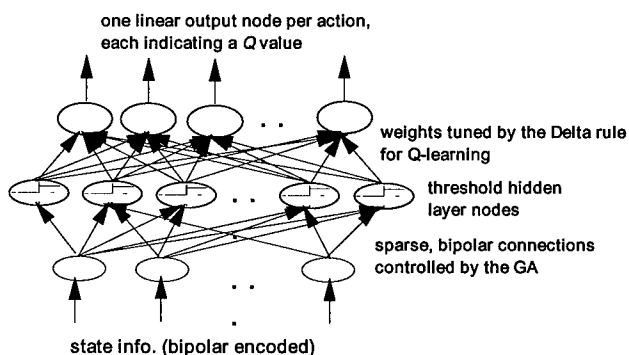 one linear output node per action,
each indicating a Q value
weights tuned by the Delta rule
for Q-learning
threshold hidden
layer nodes
sparse, bipolar connections
controlled by the GA
state info. (bipolar encoded)